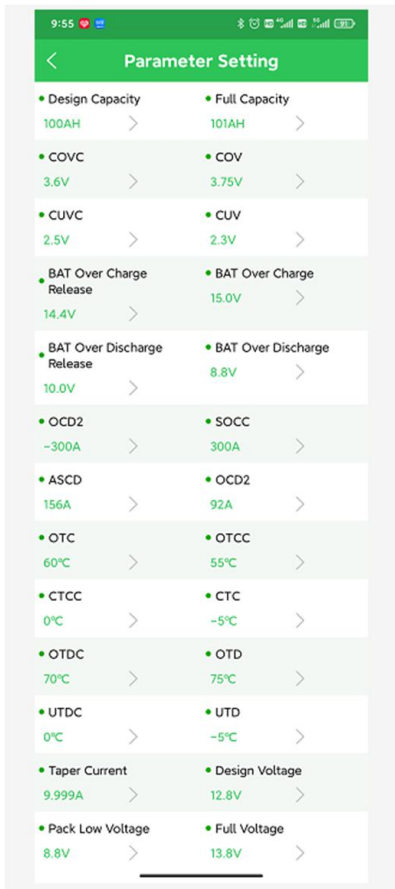 9:55
Parameter Setting
Design Capacity
Full Capacity
100AH
101AH
COVC
COV
3.6V
3.75V
CUVC
CUV
2.5V
2.3V
BAT Over Charge
Release
BAT Over Charge
14.4V
15.0V
BAT Over Discharge
Release
BAT Over Discharge
10.0V
8.8V
OCD2
SOCC
-300A
300A
ASCD
OCD2
156A
92A
OTC
OTCC
60℃
55℃
CTCC
CTC
0℃
-5℃
OTDC
OTD
70℃
75℃
UTDC
UTD
0℃
-5℃
Taper Current
Design Voltage
9.999A
12.8V
Pack Low Voltage
Full Voltage
8.8V
13.8V